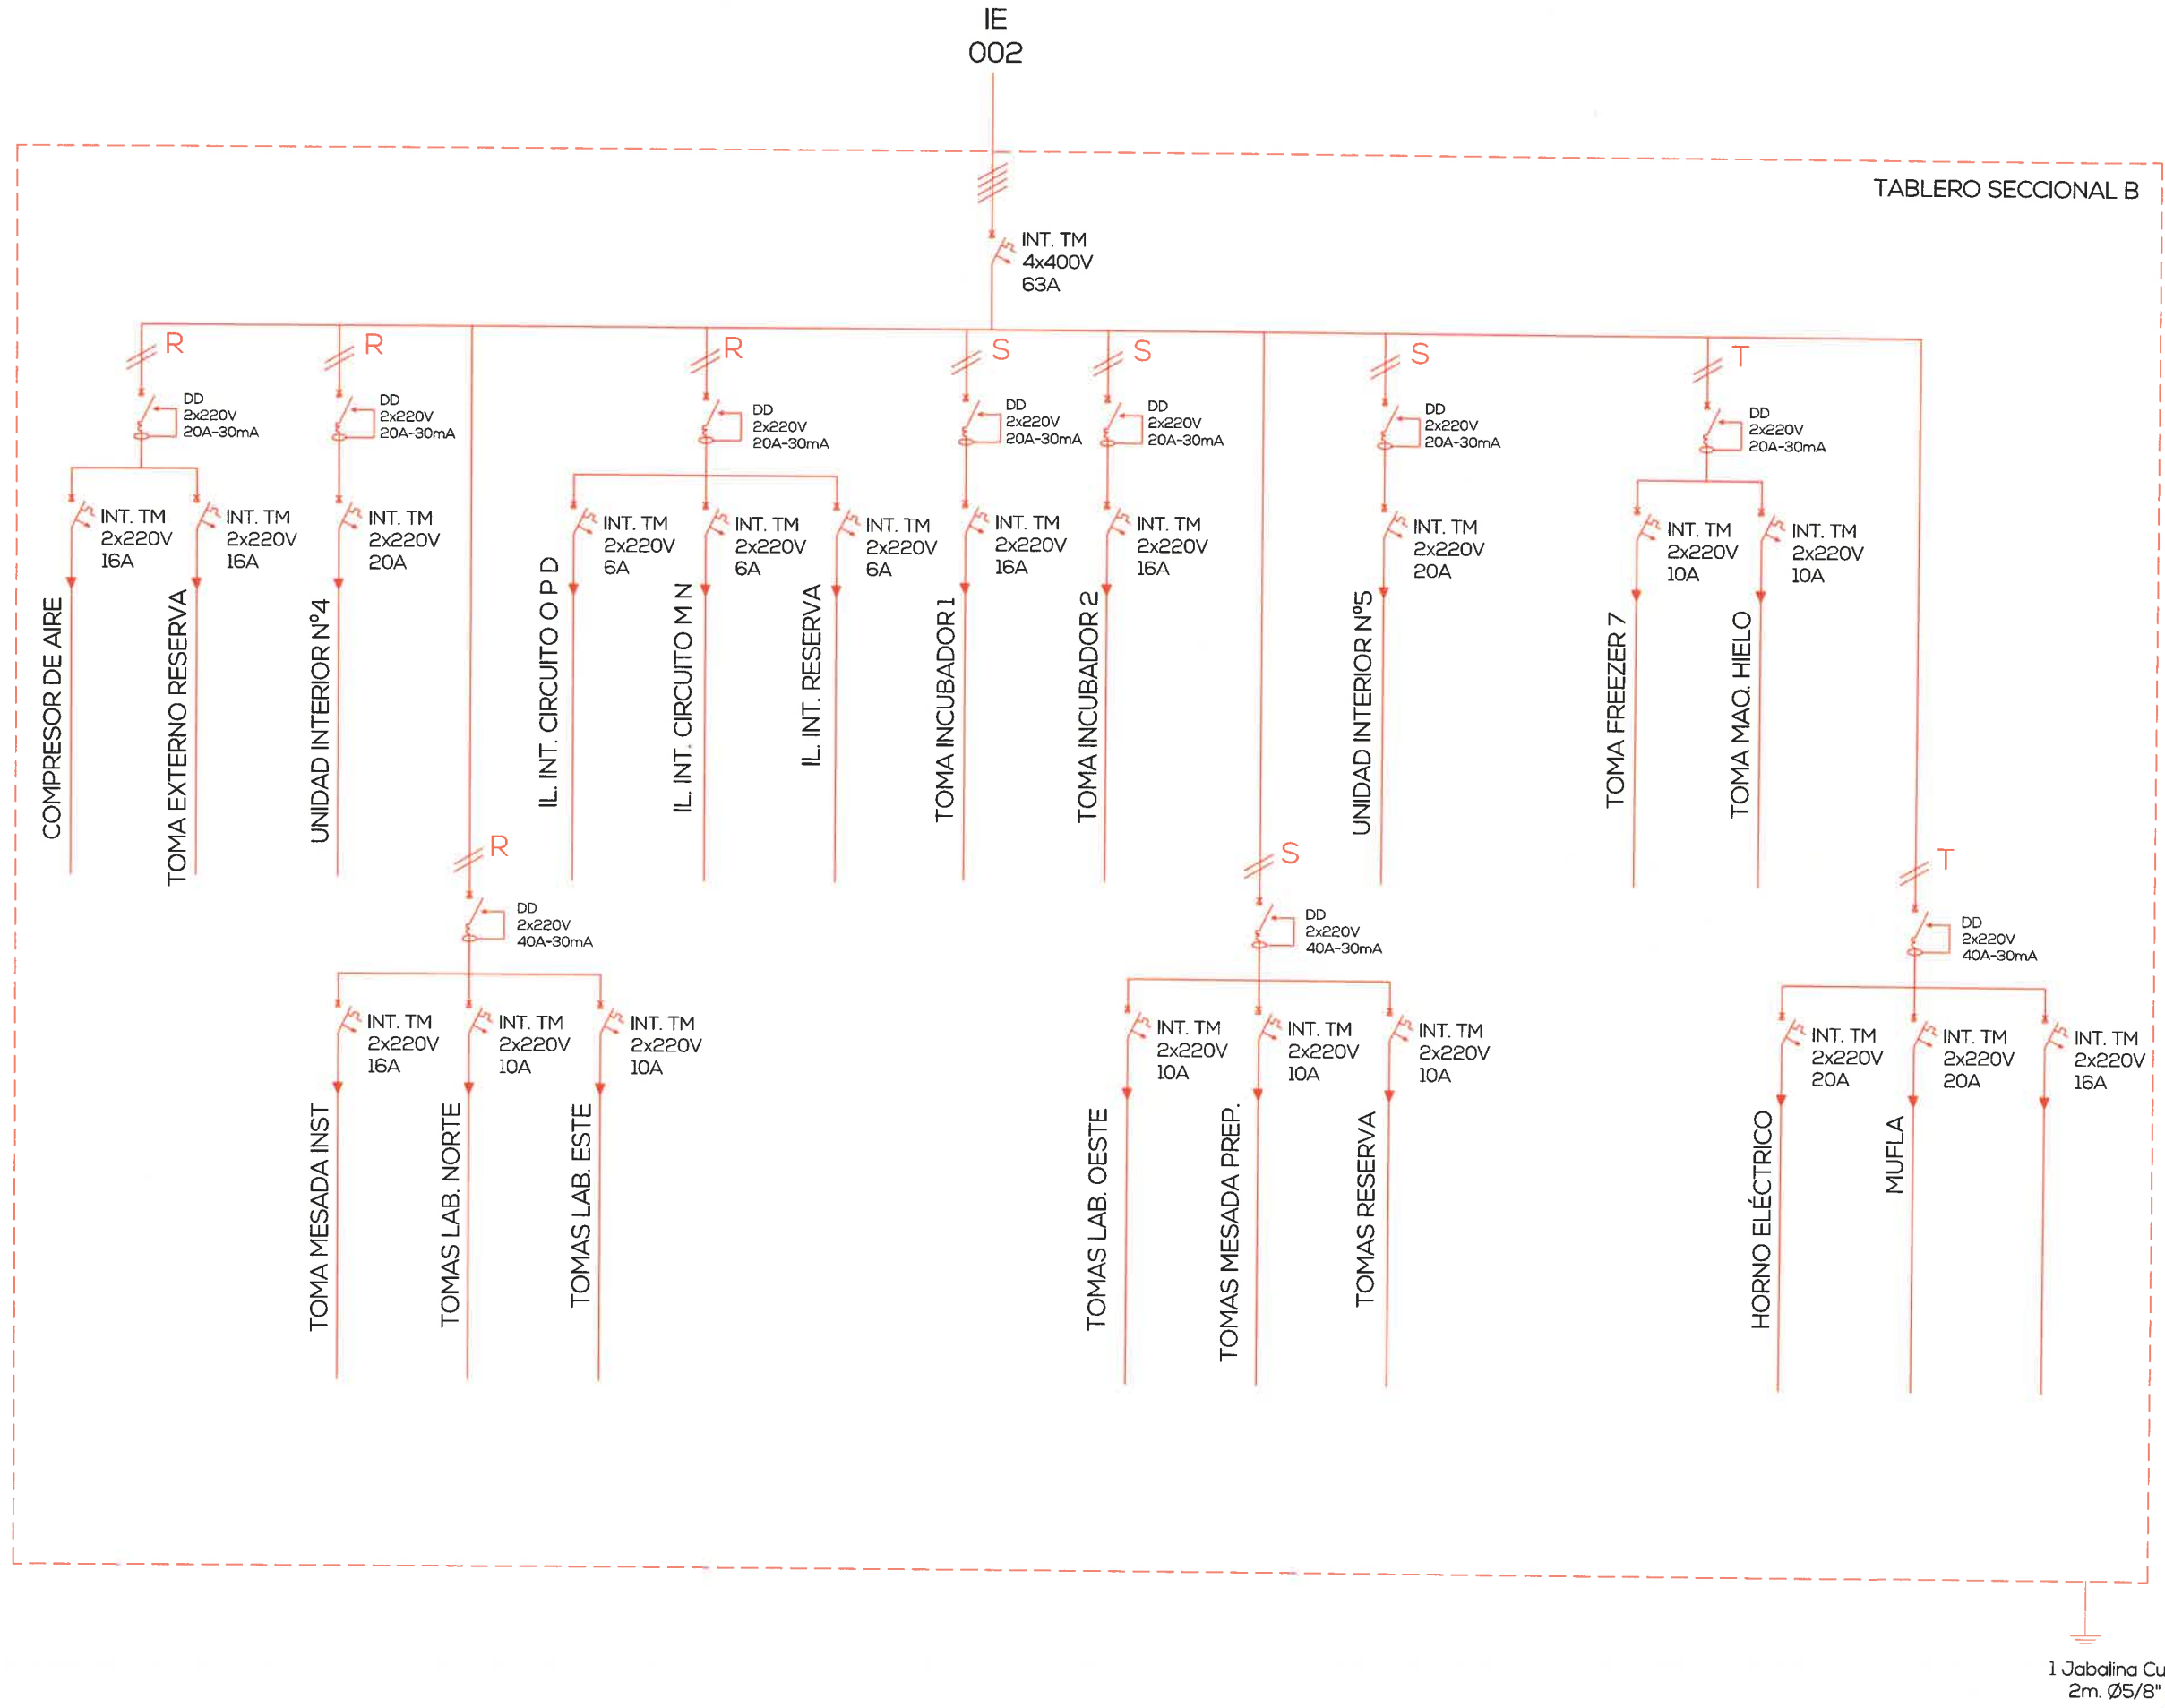 IE
002
TABLERO SECCIONAL B
INT. TM
4x400V
63A
R
R
R
S
S
S
T
DD
2x220V
20A-30mA
DD
2x220V
20A-30mA
DD
2x220V
20A-30mA
DD
2x220V
20A-30mA
DD
2x220V
20A-30mA
DD
2x220V
20A-30mA
DD
2x220V
20A-30mA
INT. TM
2x220V
16A
INT. TM
2x220V
16A
INT. TM
2x220V
20A
INT. TM
2x220V
6A
INT. TM
2x220V
6A
INT. TM
2x220V
6A
INT. TM
2x220V
16A
INT. TM
2x220V
16A
INT. TM
2x220V
20A
INT. TM
2x220V
10A
INT. TM
2x220V
10A
COMPRESOR DE AIRE
TOMA EXTERNO RESERVA
UNIDAD INTERIOR Nº4
IL. INT. CIRCUITO O P D
IL. INT. CIRCUITO M N
IL. INT. RESERVA
TOMA INCUBADOR 1
TOMA INCUBADOR 2
UNIDAD INTERIOR Nº5
TOMA FREEZER 7
TOMA MAQ. HIELO
R
S
T
DD
2x220V
40A-30mA
DD
2x220V
40A-30mA
DD
2x220V
40A-30mA
INT. TM
2x220V
16A
INT. TM
2x220V
10A
INT. TM
2x220V
10A
INT. TM
2x220V
10A
INT. TM
2x220V
10A
INT. TM
2x220V
10A
INT. TM
2x220V
20A
INT. TM
2x220V
20A
INT. TM
2x220V
16A
TOMA MESADA INST
TOMAS LAB. NORTE
TOMAS LAB. ESTE
TOMAS LAB. OESTE
TOMAS MESADA PREP.
TOMAS RESERVA
HORNO ELÉCTRICO
MUFLA
1 Jabalina Cu
2m. Ø5/8"